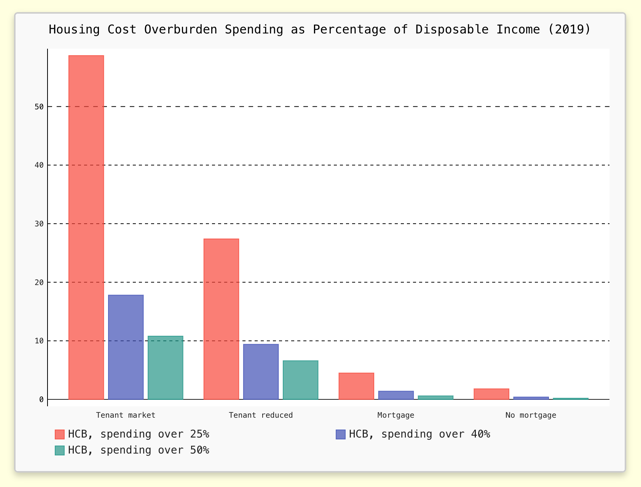 Housing Cost Overburden Spending as Percentage of Disposable Income (2019)
50
40
30
20
10
0
Tenant market Tenant reduced Mortgage No mortgage
HCB, spending over 25% HCB, spending over 40%
HCB, spending over 50%